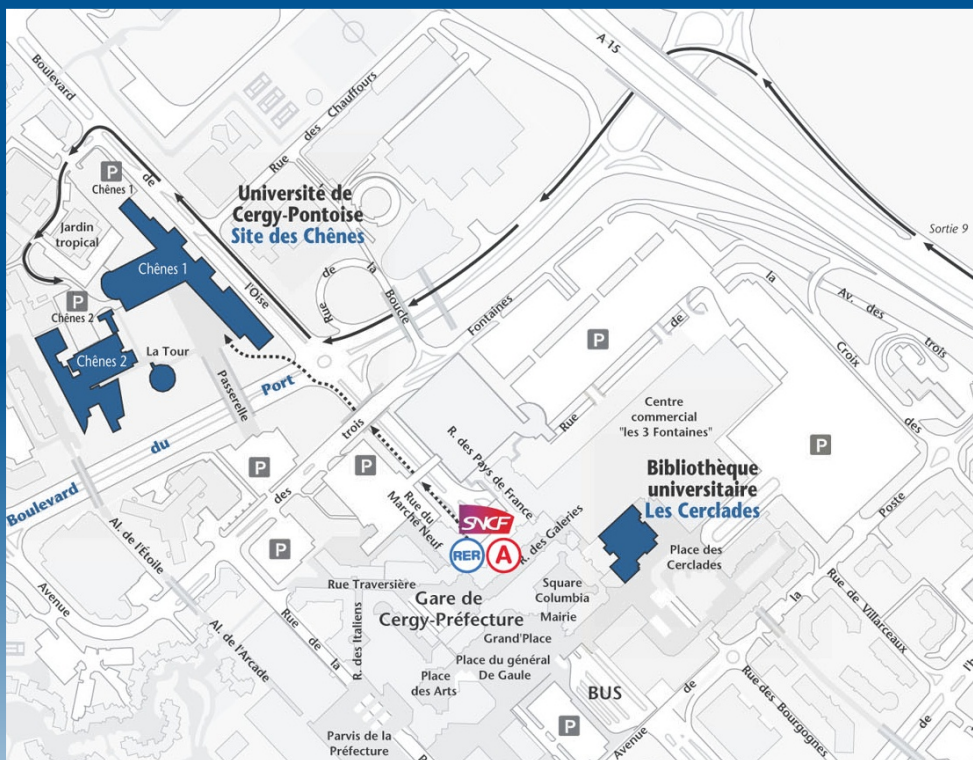 A 15
Boulevard
de
l'Oise
Rue des Chauffours
P
Chênes 1
Université de
Cergy-Pontoise
Site des Chênes
Jardin
tropical
Chênes 1
Sortie 9
Rue de la Boucle
P
Chênes 2
Chênes 2
La Tour
Passerelle
Boulevard du Port
Avenue des trois Fontaines
P
Rue de la Croix des
Av. des trois
Centre
commercial
"les 3 Fontaines"
P
P
P
R. des Pays de France
Bibliothèque
universitaire
Les Cerclades
Rue du
Marché Neuf
SNCF
RER
A
R. des Galeries
Poste
Place des
Cerclades
P
Al. de l'Étoile
Rue Traversière
Gare de
Cergy-Préfecture
Square
Columbia
Mairie
Grand'Place
Rue de Villarceaux
Al. de l'Arcade
Rue de la
R. des Italiens
Place du général
De Gaule
Place
des Arts
BUS
P
Avenue de la
Rue des Bourgognes
de
l'H
Parvis de la
Préfecture
P